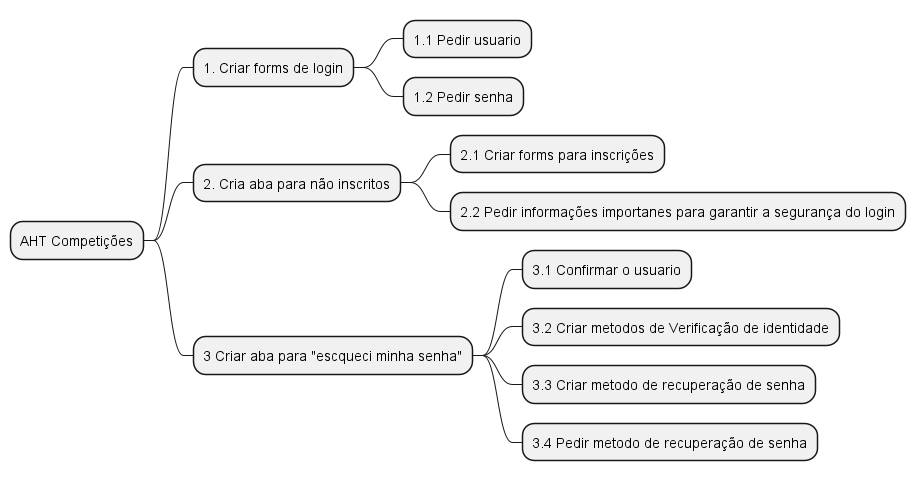 AHT Competições
1. Criar forms de login
1.1 Pedir usuario
1.2 Pedir senha
2. Cria aba para não inscritos
2.1 Criar forms para inscrições
2.2 Pedir informações importanes para garantir a segurança do login
3 Criar aba para "escqueci minha senha"
3.1 Confirmar o usuario
3.2 Criar metodos de Verificação de identidade
3.3 Criar metodo de recuperação de senha
3.4 Pedir metodo de recuperação de senha